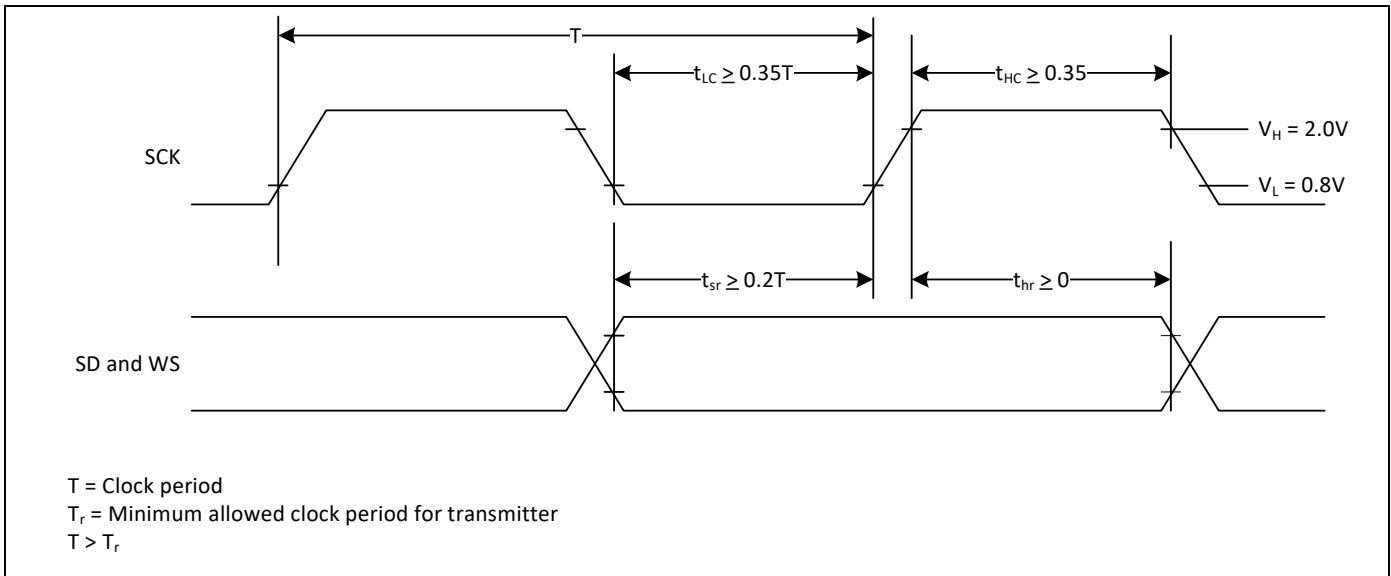 T
t_LC ≥ 0.35T
t_HC ≥ 0.35
SCK
V_H = 2.0V
V_L = 0.8V
t_sr ≥ 0.2T
t_hr ≥ 0
SD and WS
T = Clock period
T_r = Minimum allowed clock period for transmitter
T > T_r